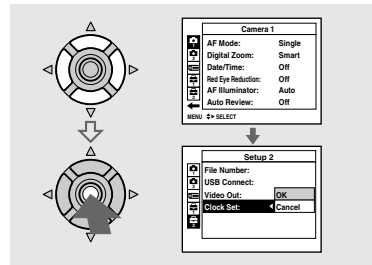 Camera 1
AF Mode: Single
Digital Zoom: Smart
Date/Time: Off
Red Eye Reduction: Off
AF Illuminator: Auto
Auto Review: Off
MENU SELECT
Setup 2
File Number:
USB Connect:
Video Out: OK
Clock Set: Cancel